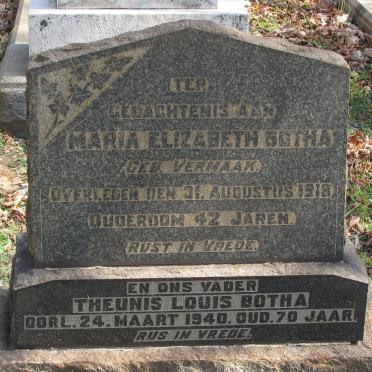 TER
GEDACHTENIS AAN
MARIA ELIZABETH BOTHA
GEB. VERMAAK.
OVERLEDEN DEN 31. AUGUSTUS 1918
OUDERDOM 42 JAREN.
RUST IN VREDE.
EN ONS VADER
THEUNIS LOUIS BOTHA
OORL. 24. MAART 1940. OUD. 70 JAAR.
RUS IN VREDE.